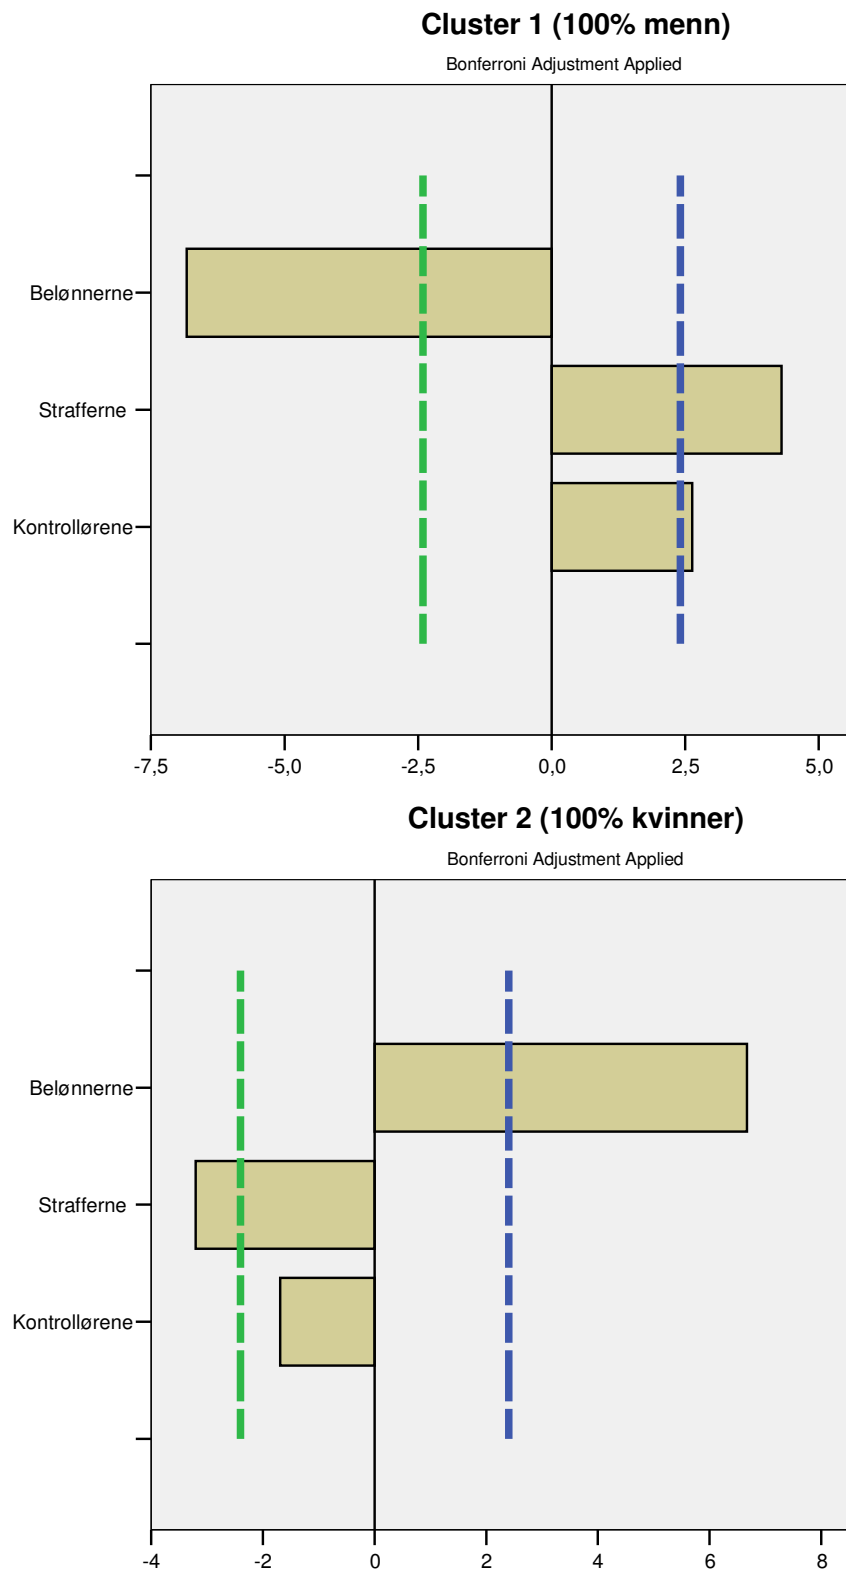 Cluster 1 (100% menn)
Bonferroni Adjustment Applied
Belønnerne
Strafferne
Kontrollørene
-7,5 -5,0 -2,5 0,0 2,5 5,0
Cluster 2 (100% kvinner)
Bonferroni Adjustment Applied
Belønnerne
Strafferne
Kontrollørene
-4 -2 0 2 4 6 8